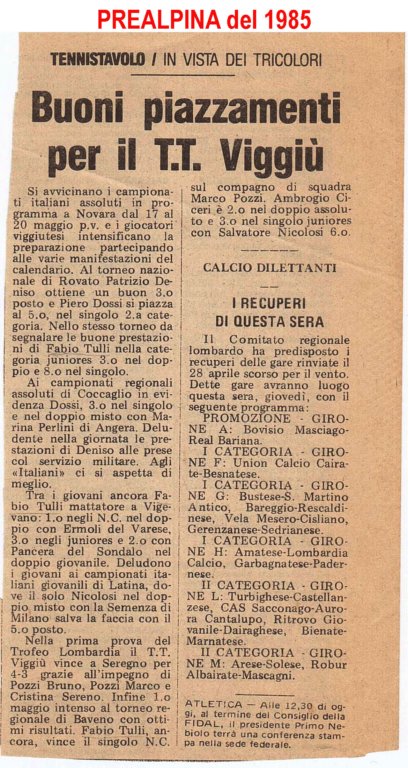 PREALPINA del 1985
TENNISTAVOLO / IN VISTA DEI TRICOLORI
Buoni piazzamenti
per il T.T. Viggiù
Si avvicinano i campiona-
ti italiani assoluti in pro-
gramma a Novara dal 17 al
20 maggio p.v. e i giocatori
viggiutesi intensificano la
preparazione partecipando
alle varie manifestazioni del
calendario. Al torneo nazio-
nale di Rovato Patrizio De-
niso ottiene un buon 3.o
posto e Piero Dossi si piazza
al 5.o, nel singolo 2.a cate-
goria. Nello stesso torneo da
segnalare le buone prestazio-
ni di Fabio Tulli nella cate-
goria juniores 3.o nel dop-
pio e 8.o nel singolo.
Ai campionati regionali
assoluti di Coccaglio in evi-
denza Dossi, 3.o nel singolo
e nel doppio misto con Ma-
rina Perlini di Angera. Delu-
dente nella giornata le pre-
stazioni di Deniso alle prese
col servizio militare. Agli
«Italiani» ci si aspetta di
meglio.
Tra i giovani ancora Fa-
bio Tulli mattatore a Vige-
vano: 1.o negli N.C. nel dop-
pio con Ermoli del Varese,
3.o negli juniores e 2.o con
Pancera del Sondalo nel
doppio giovanile. Deludono
i giovani ai campionati ita-
liani giovanili di Latina, do-
ve il solo Nicolosi nel dop-
pio misto con la Semenza di
Milano salva la faccia con il
5.o posto.
Nella prima prova del
Trofeo Lombardia il T.T.
Viggiù vince a Seregno per
4-3 grazie all'impegno di
Pozzi Bruno, Pozzi Marco e
Cristina Sereno. Infine 1.o
maggio intenso al torneo re-
gionale di Baveno con otti-
mi risultati. Fabio Tulli, an-
cora, vince il singolo N.C.
sul compagno di squadra
Marco Pozzi. Ambrogio Ci-
ceri è 2.o nel doppio assolu-
to e 3.o nel singolo juniores
con Salvatore Nicolosi 6.o.
CALCIO DILETTANTI
I RECUPERI
DI QUESTA SERA
Il Comitato regionale
lombardo ha predisposto i
recuperi delle gare rinviate il
28 aprile scorso per il vento.
Dette gare avranno luogo
questa sera, giovedì, con il
seguente programma:
PROMOZIONE - GIRO-
NE A: Bovisio Masciago-
Real Bariana.
I CATEGORIA - GIRO-
NE F: Union Calcio Caira-
te-Besnatese.
I CATEGORIA - GIRO-
NE G: Bustese-S. Martino
Antico, Bareggio-Rescaldi-
nese, Vela Mesero-Cisliano,
Gerenzanese-Sedrianese.
I CATEGORIA - GIRO-
NE H: Amatese-Lombardia
Calcio, Garbagnatese-Pader-
nese.
II CATEGORIA - GIRO-
NE L: Turbighese-Castellan-
zese, CAS Sacconago-Auro-
ra Cantalupo, Ritrovo Gio-
vanile-Dairaghese, Bienate-
Marnatese.
II CATEGORIA - GIRO-
NE M: Arese-Solese, Robur
Albairate-Mascagni.
ATLETICA – Alle 12,30 di og-
gi, al termine del Consiglio della
FIDAL, il presidente Primo Ne-
biolo terrà una conferenza stam-
pa nella sede federale.